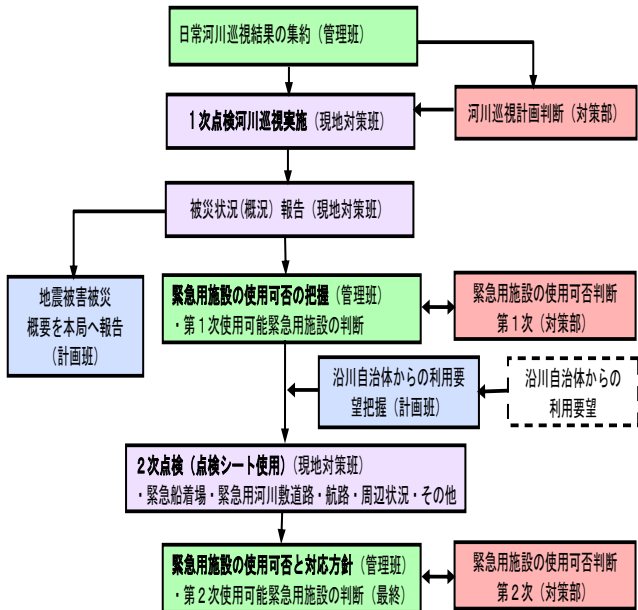 日常河川巡視結果の集約（管理班）
１次点検河川巡視実施（現地対策班）
河川巡視計画判断（対策部）
被災状況(概況）報告（現地対策班）
地震被害被災
概要を本局へ報告
（計画班）
緊急用施設の使用可否の把握（管理班）
・第１次使用可能緊急用施設の判断
緊急用施設の使用可否判断
第１次（対策部）
沿川自治体からの利用要
望把握（計画班）
沿川自治体からの
利用要望
２次点検（点検シート使用）（現地対策班）
・緊急船着場・緊急用河川敷道路・航路・周辺状況・その他
緊急用施設の使用可否と対応方針（管理班）
・第２次使用可能緊急用施設の判断（最終）
緊急用施設の使用可否判断
第２次（対策部）